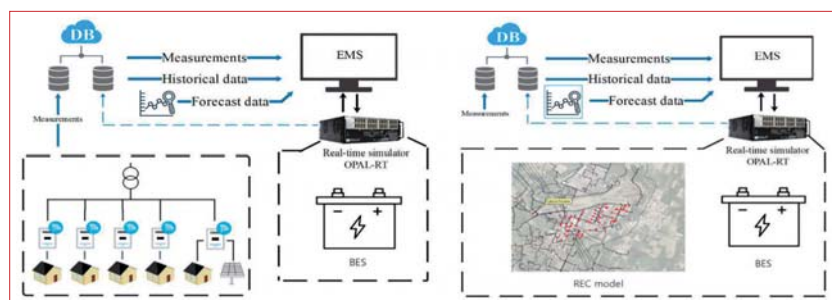 DB
Measurements
Historical data
Forecast data
EMS
Measurements
Real-time simulator
OPAL-RT
BES
DB
Measurements
Historical data
Forecast data
EMS
Measurements
Real-time simulator
OPAL-RT
REC model
BES